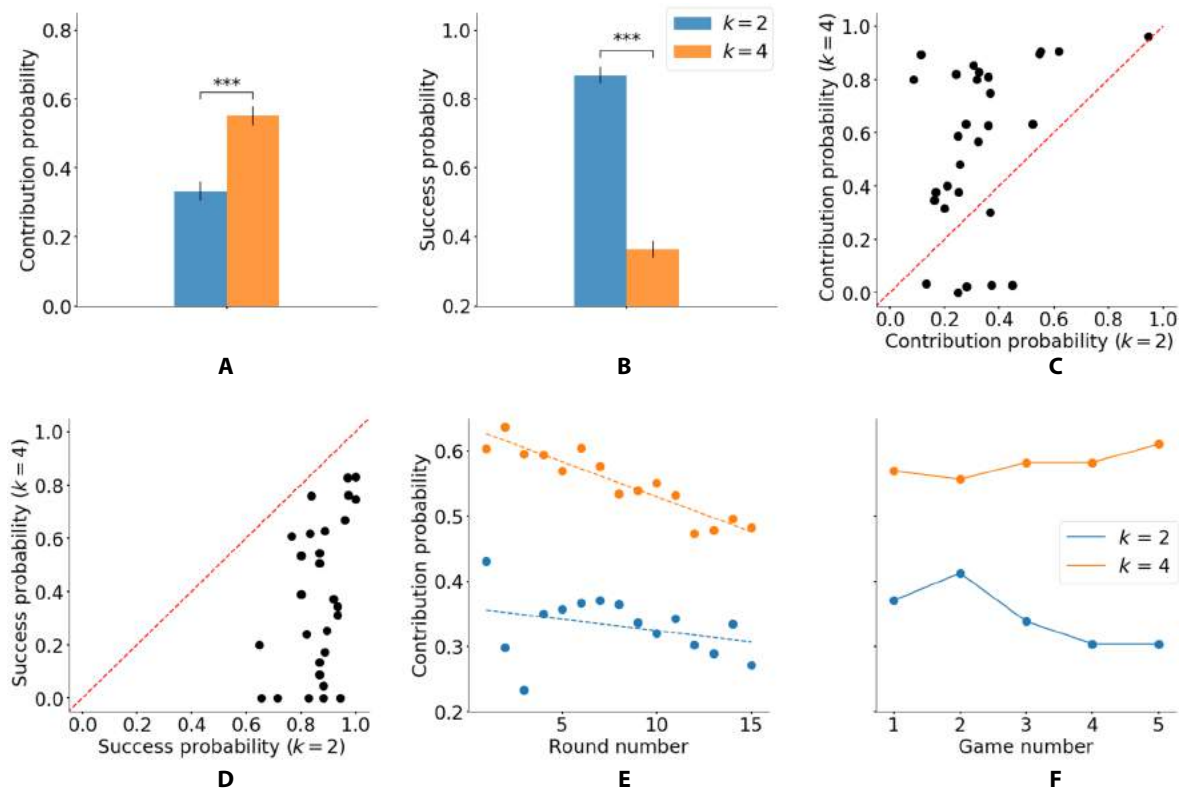 0.8
0.6
0.4
0.2
0.0
Contribution probability
***
A
1.0
0.8
0.6
0.4
0.2
Success probability
***
k = 2
k = 4
B
1.0
0.8
0.6
0.4
0.2
0.0
Contribution probability (k = 4)
0.0 0.2 0.4 0.6 0.8 1.0
Contribution probability (k = 2)
C
1.0
0.8
0.6
0.4
0.2
0.0
Success probability (k = 4)
0.0 0.2 0.4 0.6 0.8 1.0
Success probability (k = 2)
D
0.6
0.5
0.4
0.3
0.2
Contribution probability
5 10 15
Round number
E
k = 2
k = 4
1 2 3 4 5
Game number
F